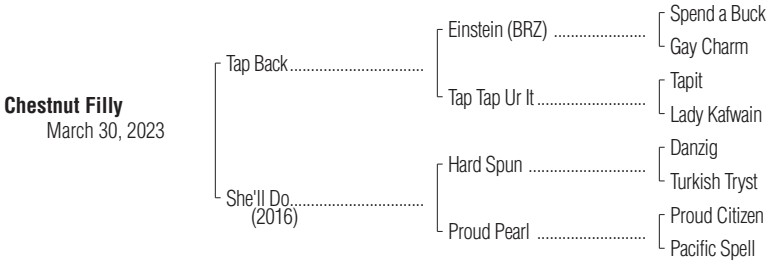 Chestnut Filly
March 30, 2023
Tap Back..............................
She'll Do..............................
(2016)
Einstein (BRZ) .....................
Tap Tap Ur It .........................
Hard Spun ...........................
Proud Pearl .........................
Spend a Buck
Gay Charm
Tapit
Lady Kafwain
Danzig
Turkish Tryst
Proud Citizen
Pacific Spell